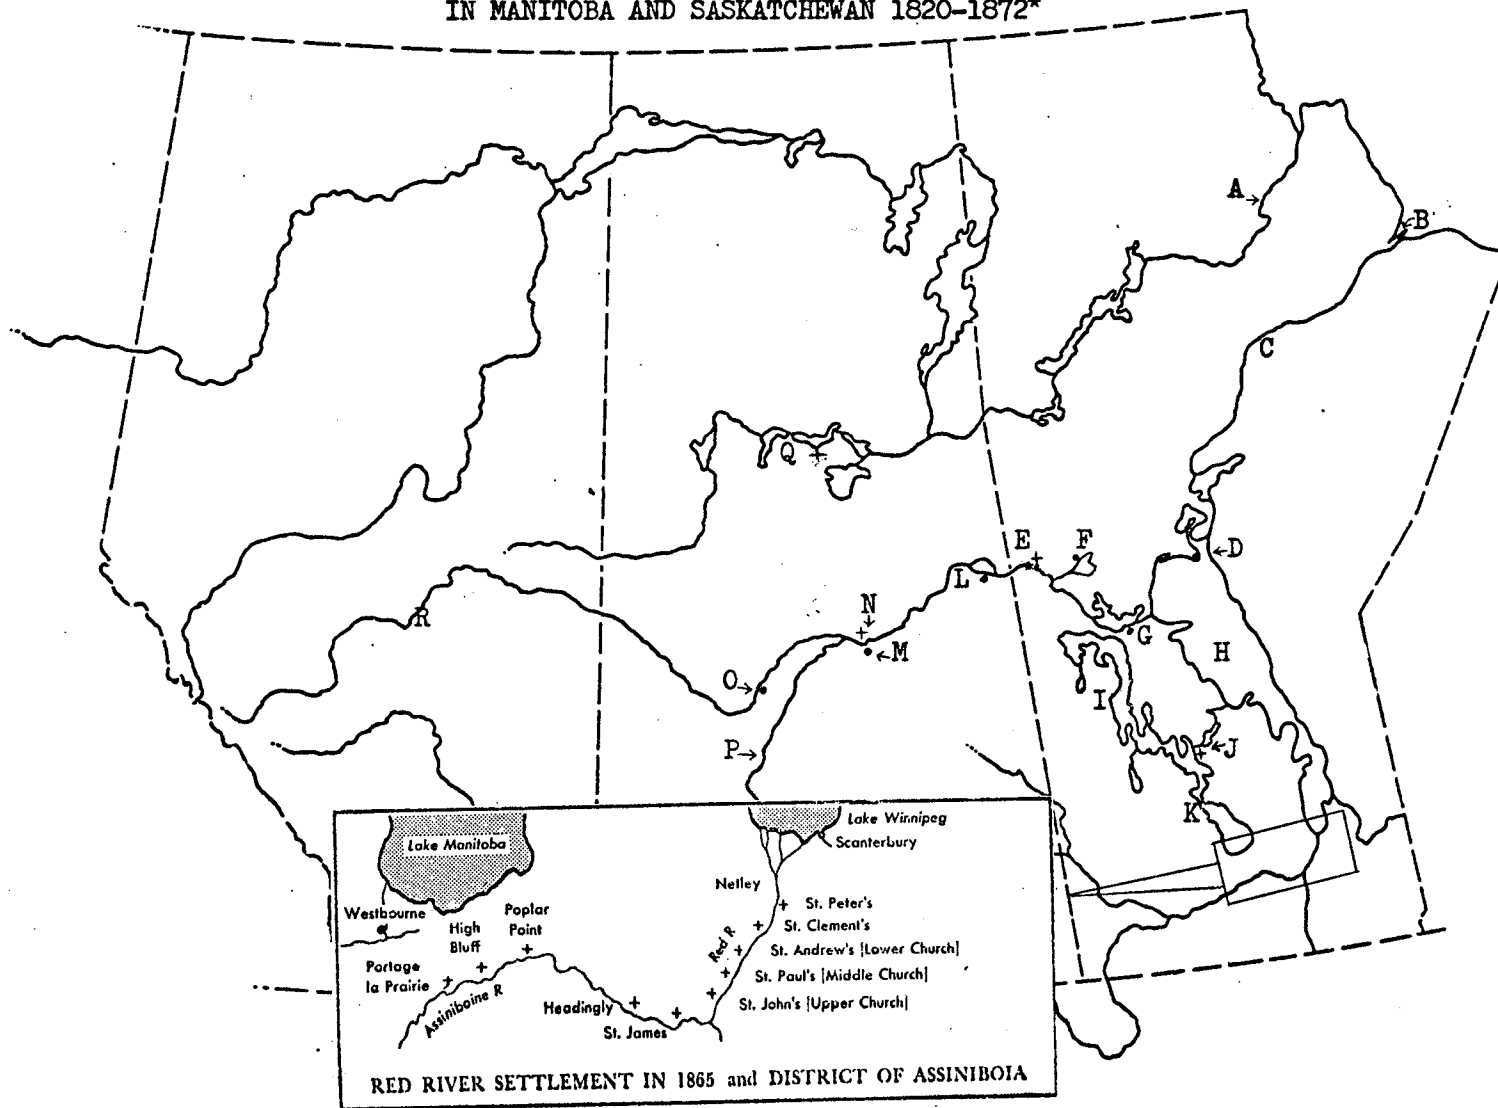 IN MANITOBA AND SASKATCHEWAN 1820-1872*
A
B
C
Q
E
F
D
L
N
R
G
M
H
O
I
P
J
K
Lake Winnipeg
Lake Manitoba
Scanterbury
Netley
Westbourne
Poplar
Point
St. Peter's
High
Bluff
St. Clement's
Red R
St. Andrew's |Lower Church|
Portage
la Prairie
St. Paul's |Middle Church|
Assiniboine R
Headingly
St. John's |Upper Church|
St. James
RED RIVER SETTLEMENT IN 1865 and DISTRICT OF ASSINIBOIA